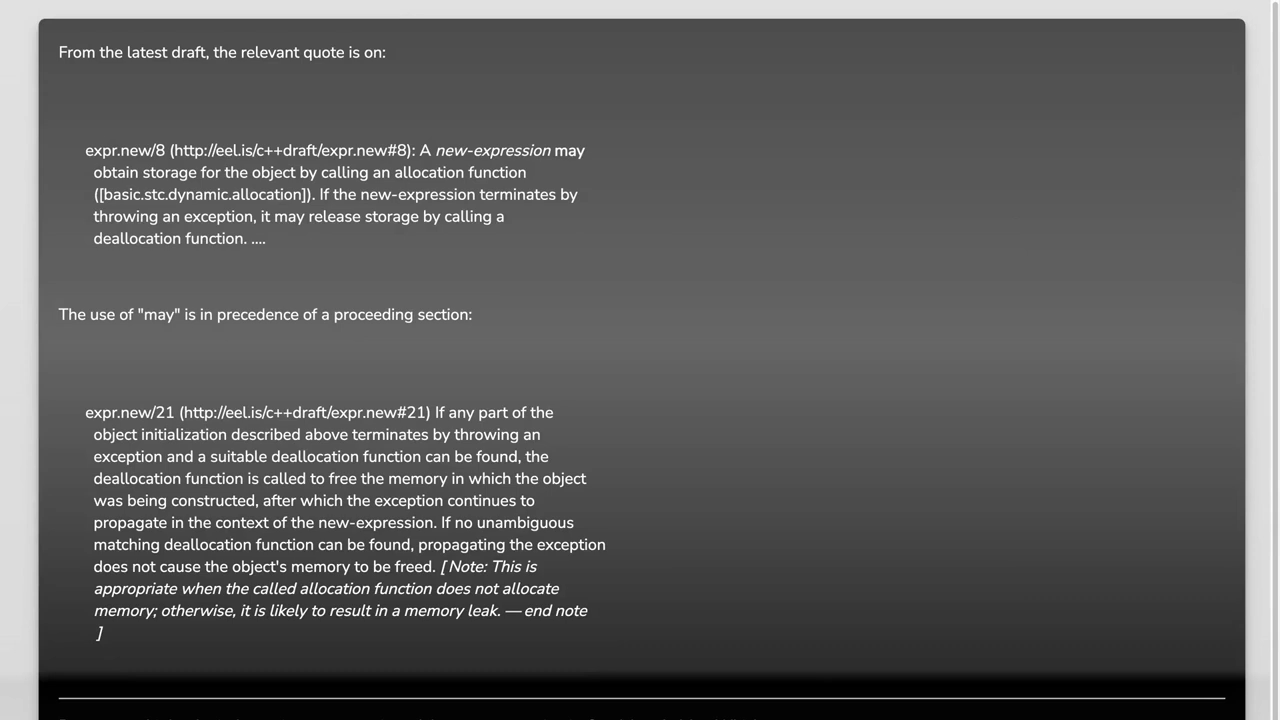 From the latest draft, the relevant quote is on:
expr.new/8 (http://eel.is/c++draft/expr.new#8): A new-expression may
obtain storage for the object by calling an allocation function
([basic.stc.dynamic.allocation]). If the new-expression terminates by
throwing an exception, it may release storage by calling a
deallocation function. ....
The use of "may" is in precedence of a proceeding section:
expr.new/21 (http://eel.is/c++draft/expr.new#21) If any part of the
object initialization described above terminates by throwing an
exception and a suitable deallocation function can be found, the
deallocation function is called to free the memory in which the object
was being constructed, after which the exception continues to
propagate in the context of the new-expression. If no unambiguous
matching deallocation function can be found, propagating the exception
does not cause the object's memory to be freed. [ Note: This is
appropriate when the called allocation function does not allocate
memory; otherwise, it is likely to result in a memory leak. — end note
]